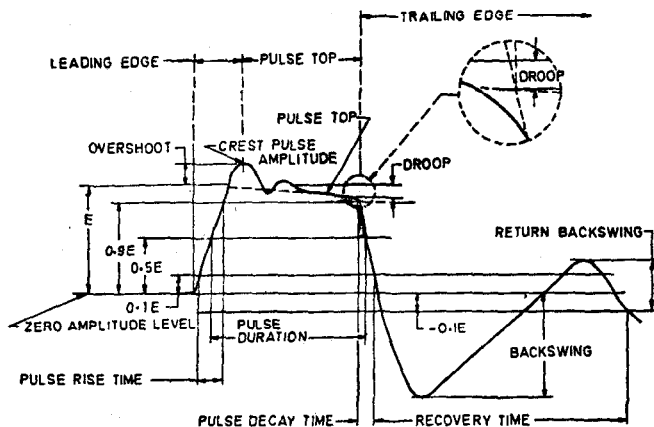 TRAILING EDGE
LEADING EDGE
PULSE TOP
DROOP
PULSE TOP
OVERSHOOT
CREST PULSE
AMPLITUDE
DROOP
E
0.9E
0.5E
0.1E
RETURN BACKSWING
ZERO AMPLITUDE LEVEL
PULSE
DURATION
-0.1E
BACKSWING
PULSE RISE TIME
PULSE DECAY TIME
RECOVERY TIME